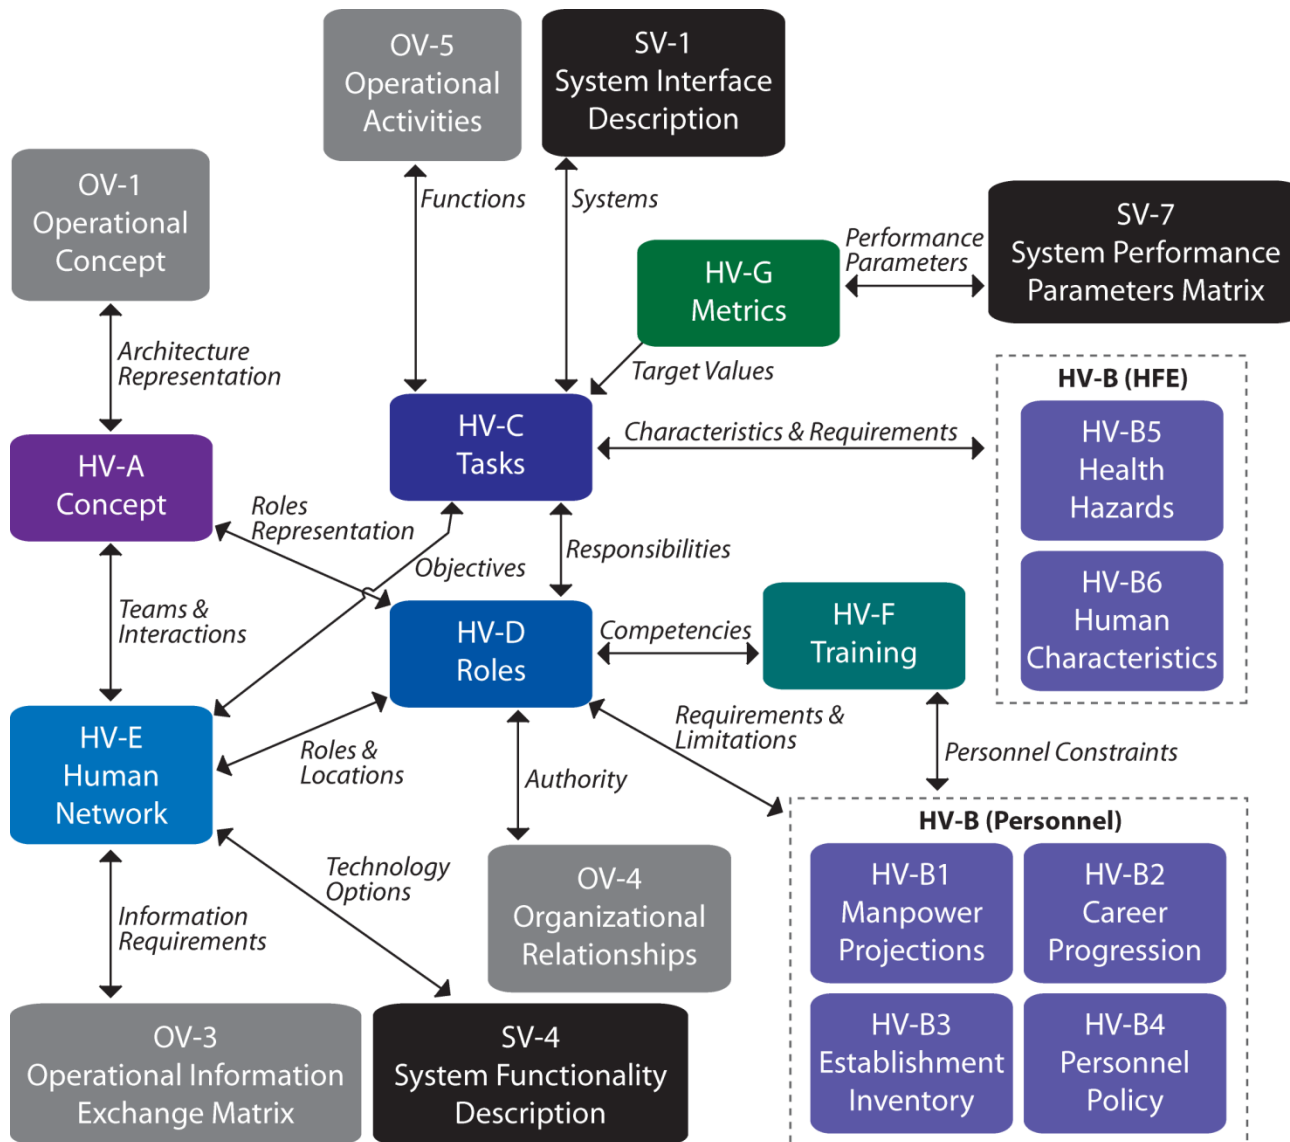 OV-5
Operational
Activities
SV-1
System Interface
Description
OV-1
Operational
Concept
Functions
Systems
SV-7
System Performance
Parameters Matrix
Performance
Parameters
HV-G
Metrics
Architecture
Representation
Target Values
HV-B (HFE)
HV-B5
Health
Hazards
HV-B6
Human
Characteristics
HV-C
Tasks
Characteristics & Requirements
HV-A
Concept
Roles
Representation
Objectives
Responsibilities
Teams &
Interactions
HV-D
Roles
Competencies
HV-F
Training
HV-E
Human
Network
Roles &
Locations
Authority
Requirements &
Limitations
Personnel Constraints
Technology
Options
Information
Requirements
OV-4
Organizational
Relationships
HV-B (Personnel)
HV-B1
Manpower
Projections
HV-B2
Career
Progression
HV-B3
Establishment
Inventory
HV-B4
Personnel
Policy
OV-3
Operational Information
Exchange Matrix
SV-4
System Functionality
Description